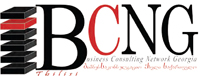 BCNG
Business Consulting Network Georgia
Tbilisi